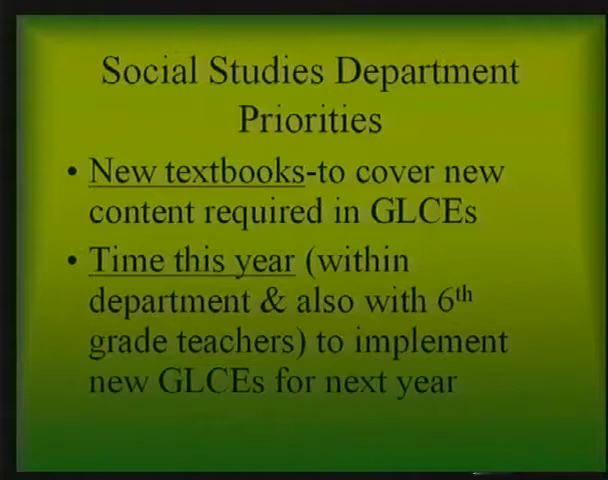 Social Studies Department
Priorities
• New textbooks-to cover new
content required in GLCEs
• Time this year (within
department & also with 6th
grade teachers) to implement
new GLCEs for next year